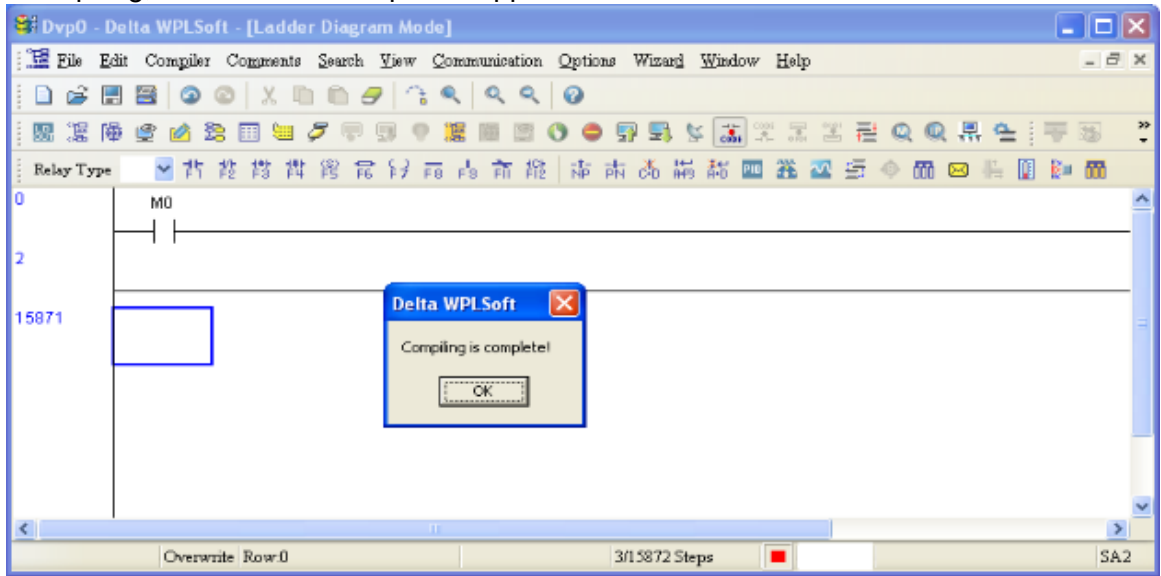 Dvp0 - Delta WPLSoft - [Ladder Diagram Mode]
File Edit Compiler Comments Search View Communication Options Wizard Window Help
Relay Type
0
M0
2
15871
Delta WPLSoft
Compiling is complete!
OK
Overwrite Row:0 3/15872 Steps SA2